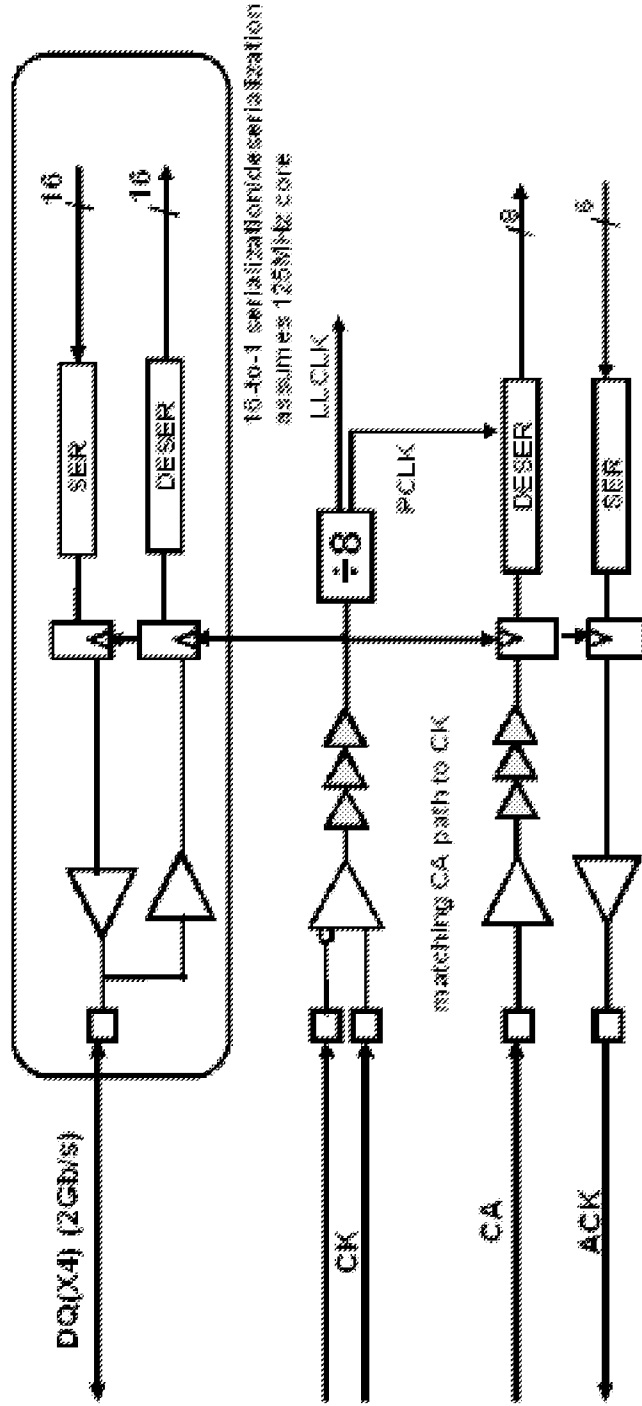 DQ(X4) (2Gb/s)
SER
16
DESER
16
16-to-1 serialization/deserialization
assumes 125MHz core
CK
÷8
LLCLK
PCLK
matching CA path to CK
CA
DESER
8
ACK
SER